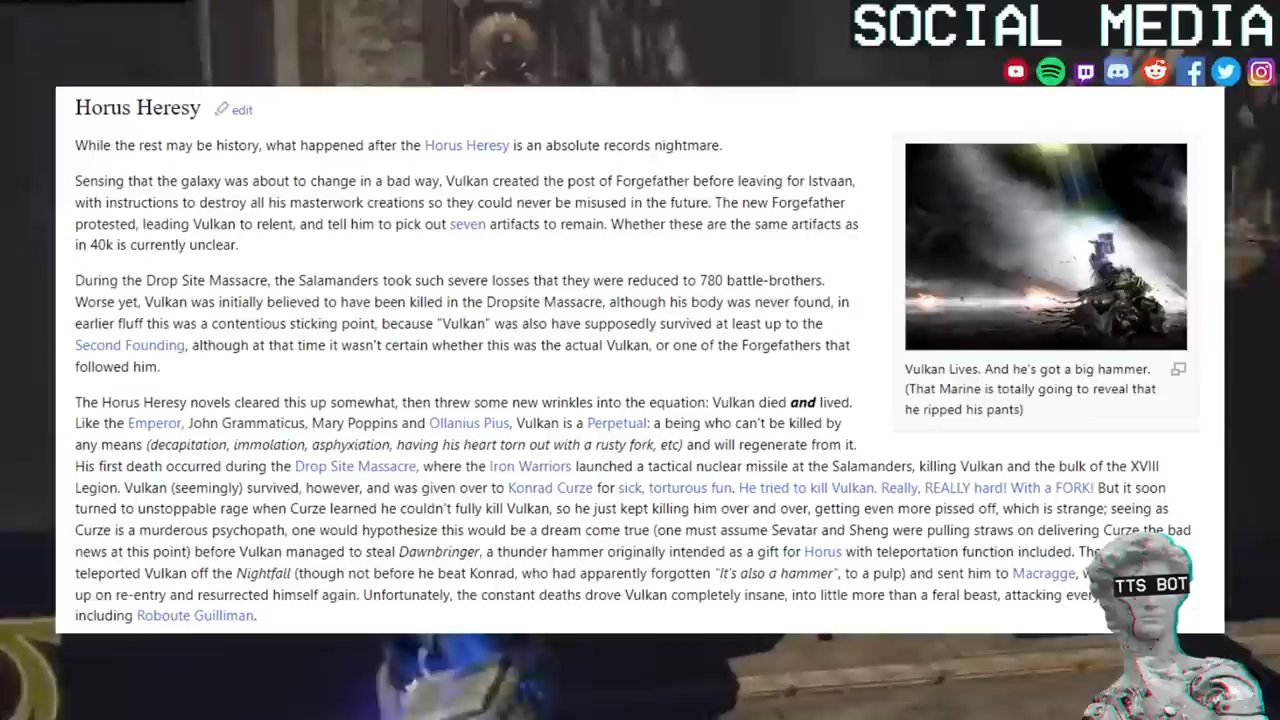 SOCIAL MEDIA
Horus Heresy edit
While the rest may be history, what happened after the Horus Heresy is an absolute records nightmare.
Sensing that the galaxy was about to change in a bad way, Vulkan created the post of Forgefather before leaving for Istvaan,
with instructions to destroy all his masterwork creations so they could never be misused in the future. The new Forgefather
protested, leading Vulkan to relent, and tell him to pick out seven artifacts to remain. Whether these are the same artifacts as
in 40k is currently unclear.
During the Drop Site Massacre, the Salamanders took such severe losses that they were reduced to 780 battle-brothers.
Worse yet, Vulkan was initially believed to have been killed in the Dropsite Massacre, although his body was never found, in
earlier fluff this was a contentious sticking point, because "Vulkan" was also have supposedly survived at least up to the
Second Founding, although at that time it wasn't certain whether this was the actual Vulkan, or one of the Forgefathers that
followed him.
Vulkan Lives. And he's got a big hammer.
(That Marine is totally going to reveal that
he ripped his pants)
The Horus Heresy novels cleared this up somewhat, then threw some new wrinkles into the equation: Vulkan died and lived.
Like the Emperor, John Grammaticus, Mary Poppins and Ollanius Pius, Vulkan is a Perpetual: a being who can't be killed by
any means (decapitation, immolation, asphyxiation, having his heart torn out with a rusty fork, etc) and will regenerate from it.
His first death occurred during the Drop Site Massacre, where the Iron Warriors launched a tactical nuclear missile at the Salamanders, killing Vulkan and the bulk of the XVIII
Legion. Vulkan (seemingly) survived, however, and was given over to Konrad Curze for sick, torturous fun. He tried to kill Vulkan. Really, REALLY hard! With a FORK! But it soon
turned to unstoppable rage when Curze learned he couldn't fully kill Vulkan, so he just kept killing him over and over, getting even more pissed off, which is strange; seeing as
Curze is a murderous psychopath, one would hypothesize this would be a dream come true (one must assume Sevatar and Sheng were pulling straws on delivering Curze the bad
news at this point) before Vulkan managed to steal Dawnbringer, a thunder hammer originally intended as a gift for Horus with teleportation function included.
teleported Vulkan off the Nightfall (though not before he beat Konrad, who had apparently forgotten "It's also a hammer", to a pulp) and sent him to Macragge,
up on re-entry and resurrected himself again. Unfortunately, the constant deaths drove Vulkan completely insane, into little more than a feral beast, attacking
including Roboute Guilliman.
TTS BOT